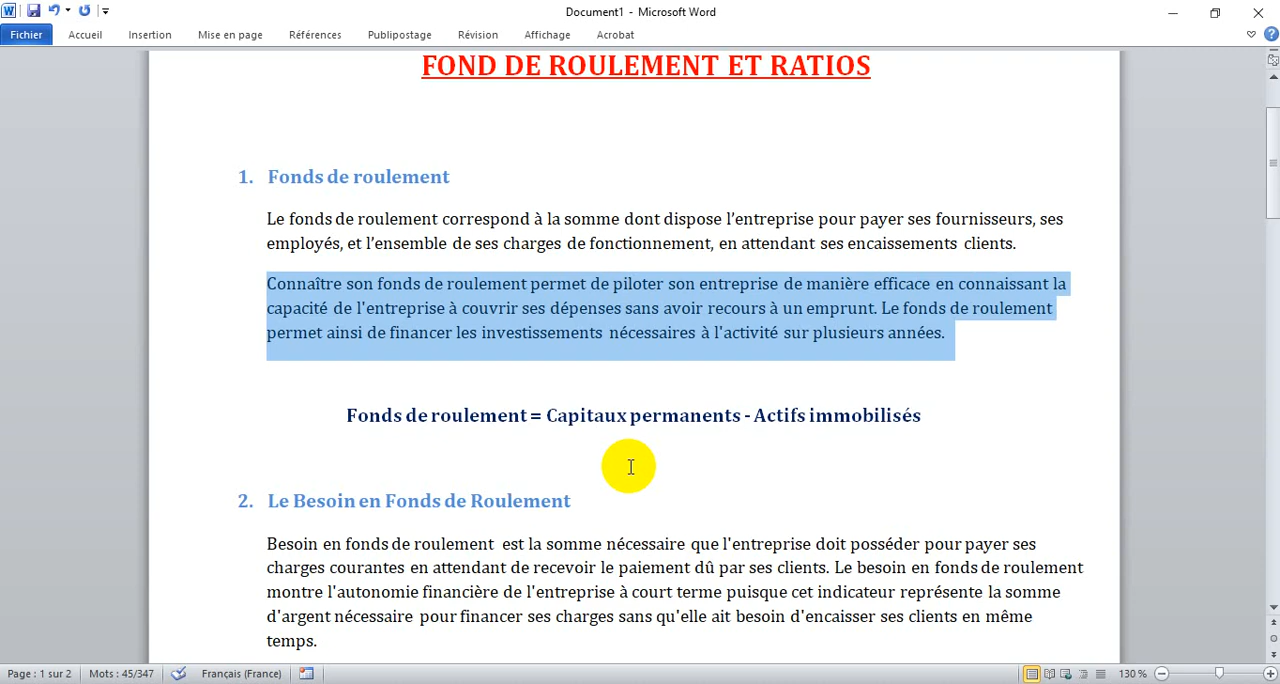 Document1 - Microsoft Word
Fichier Accueil Insertion Mise en page Références Publipostage Révision Affichage Acrobat
FOND DE ROULEMENT ET RATIOS
1. Fonds de roulement
Le fonds de roulement correspond à la somme dont dispose l’entreprise pour payer ses fournisseurs, ses
employés, et l’ensemble de ses charges de fonctionnement, en attendant ses encaissements clients.
Connaître son fonds de roulement permet de piloter son entreprise de manière efficace en connaissant la
capacité de l'entreprise à couvrir ses dépenses sans avoir recours à un emprunt. Le fonds de roulement
permet ainsi de financer les investissements nécessaires à l'activité sur plusieurs années.
Fonds de roulement = Capitaux permanents - Actifs immobilisés
2. Le Besoin en Fonds de Roulement
Besoin en fonds de roulement est la somme nécessaire que l'entreprise doit posséder pour payer ses
charges courantes en attendant de recevoir le paiement dû par ses clients. Le besoin en fonds de roulement
montre l'autonomie financière de l'entreprise à court terme puisque cet indicateur représente la somme
d'argent nécessaire pour financer ses charges sans qu'elle ait besoin d'encaisser ses clients en même
temps.
Page : 1 sur 2 Mots : 45/347 Français (France) 130 %